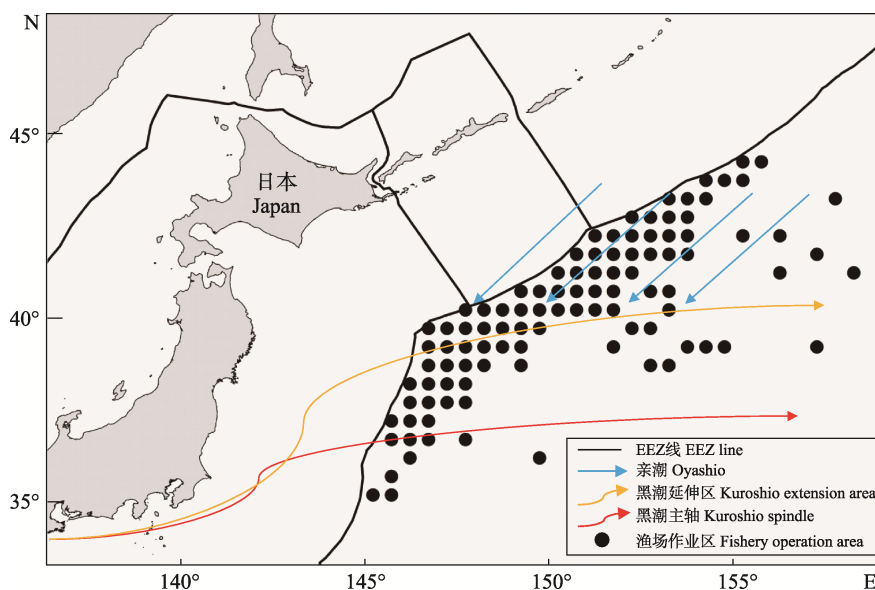 N
45°
日本
Japan
40°
EEZ线 EEZ line
亲潮 Oyashio
黑潮延伸区 Kuroshio extension area
黑潮主轴 Kuroshio spindle
渔场作业区 Fishery operation area
35°
140°
145°
150°
155°
E